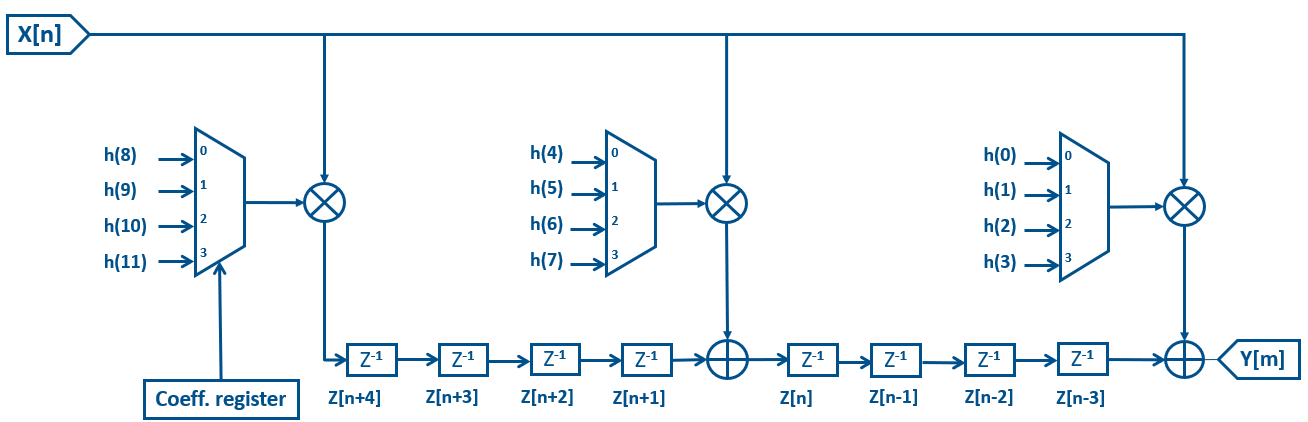 X[n]
h(8)
h(9)
h(10)
h(11)
0
1
2
3
h(4)
h(5)
h(6)
h(7)
0
1
2
3
h(0)
h(1)
h(2)
h(3)
0
1
2
3
Z-1 Z-1 Z-1 Z-1 Z-1 Z-1 Z-1 Z-1
Y[m]
Coeff. register
Z[n+4] Z[n+3] Z[n+2] Z[n+1] Z[n] Z[n-1] Z[n-2] Z[n-3]